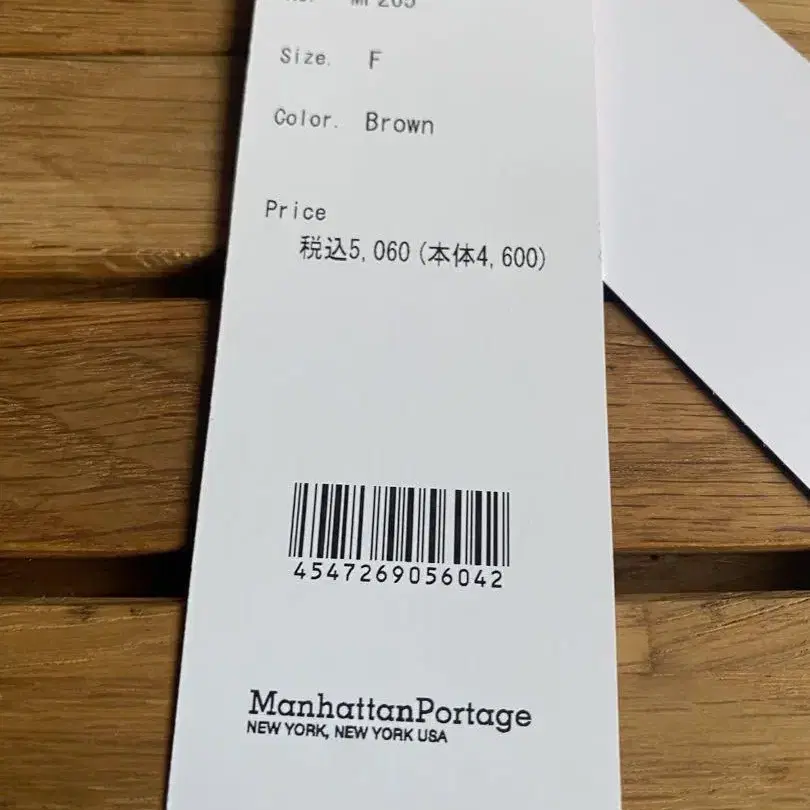 Size. F
Color. Brown
Price
税込5,060(本体4,600)
4547269056042
ManhattanPortage
NEW YORK, NEW YORK USA